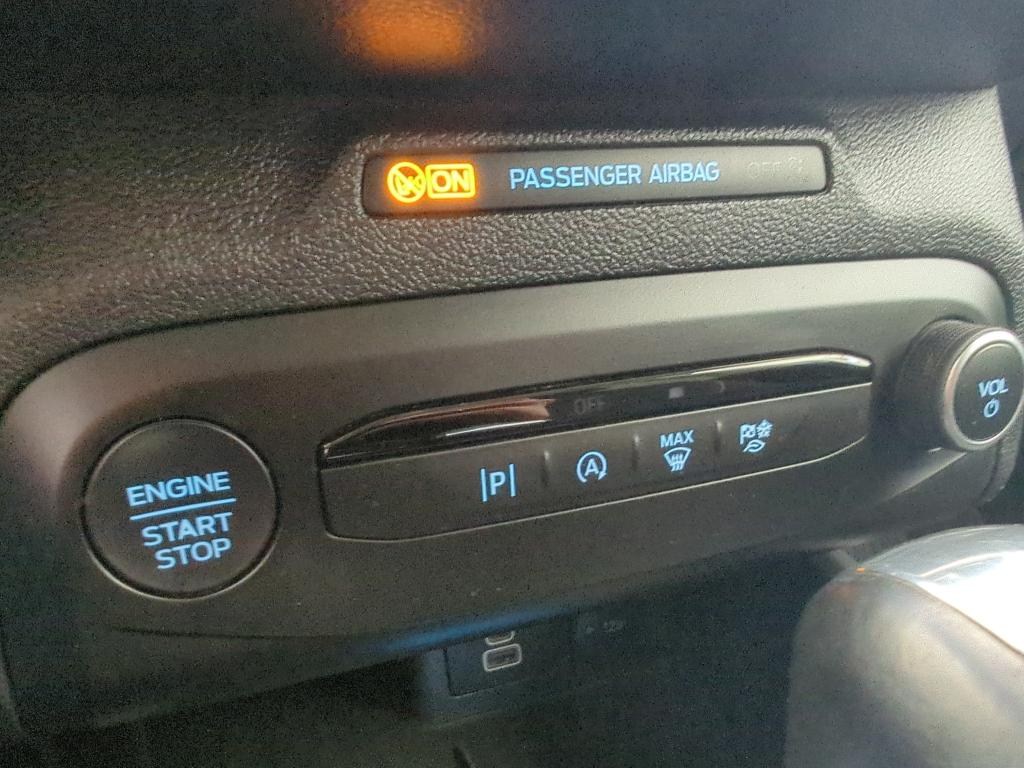 ON PASSENGER AIRBAG OFF
OFF
ENGINE
START
STOP
|P|
A
MAX
VOL